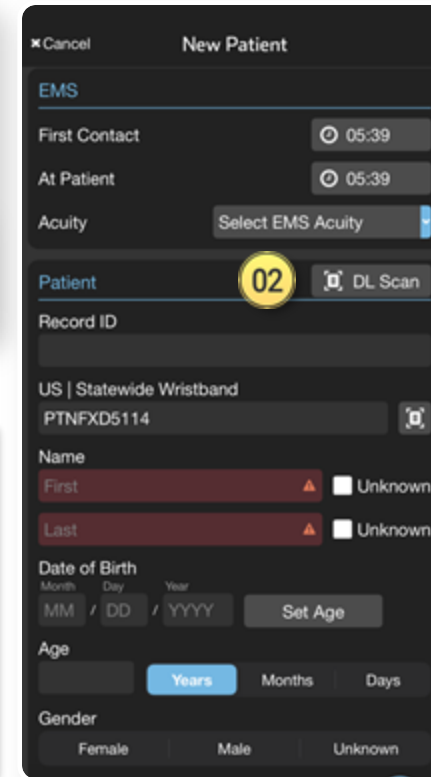 ×Cancel New Patient
EMS
First Contact 05:39
At Patient 05:39
Acuity Select EMS Acuity
Patient 02 DL Scan
Record ID
US | Statewide Wristband
PTNFXD5114
Name
First Unknown
Last Unknown
Date of Birth
Month Day Year
MM / DD / YYYY Set Age
Age
Years Months Days
Gender
Female Male Unknown